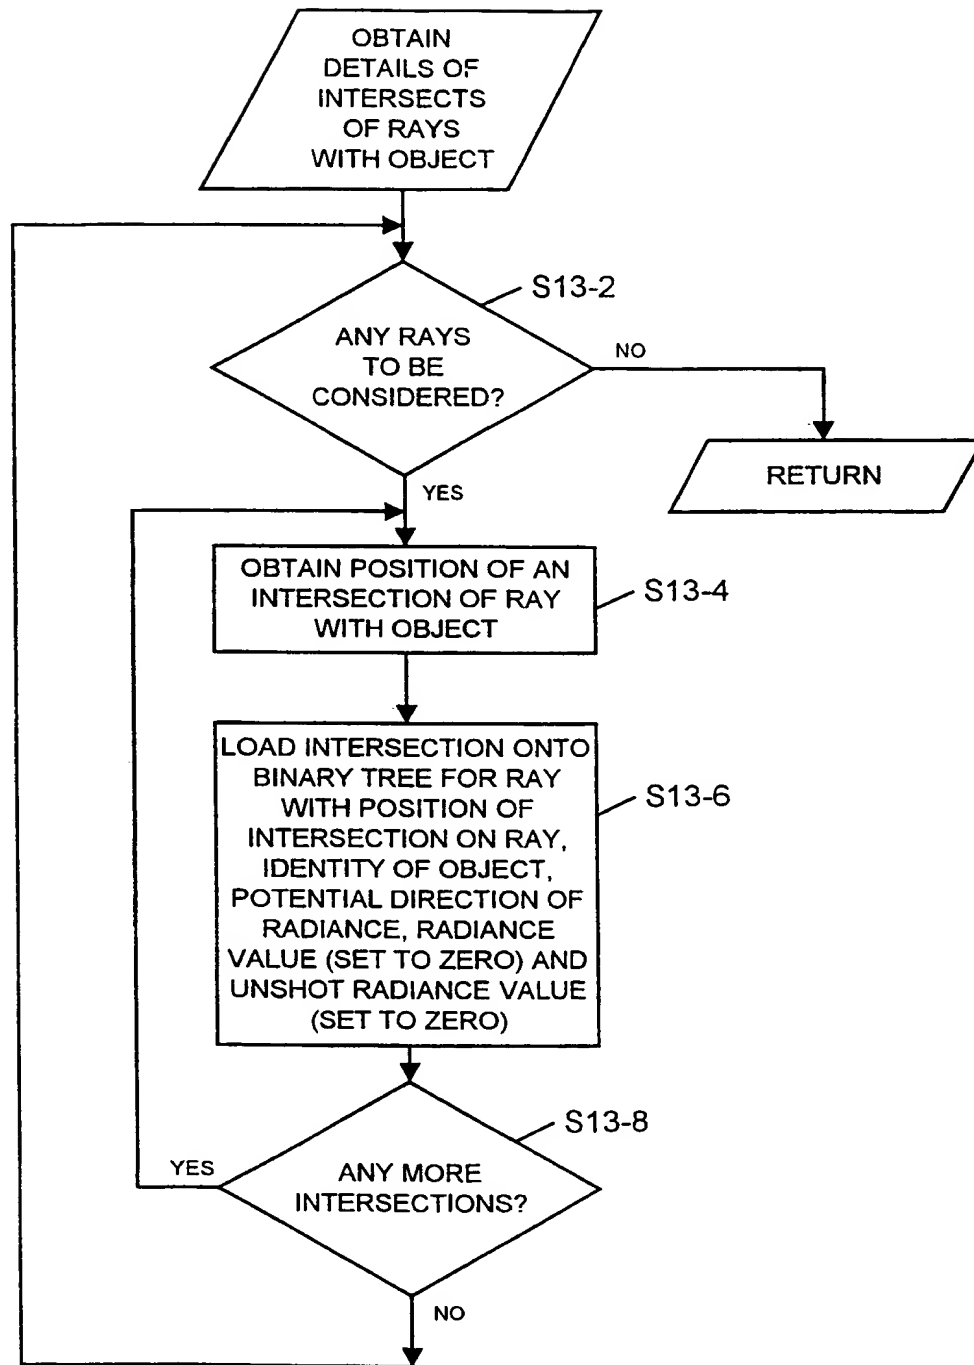 OBTAIN
DETAILS OF
INTERSECTS
OF RAYS
WITH OBJECT
S13-2
ANY RAYS
TO BE
CONSIDERED?
NO
RETURN
YES
OBTAIN POSITION OF AN
INTERSECTION OF RAY
WITH OBJECT
S13-4
LOAD INTERSECTION ONTO
BINARY TREE FOR RAY
WITH POSITION OF
INTERSECTION ON RAY,
IDENTITY OF OBJECT,
POTENTIAL DIRECTION OF
RADIANCE, RADIANCE
VALUE (SET TO ZERO) AND
UNSHOT RADIANCE VALUE
(SET TO ZERO)
S13-6
S13-8
YES
ANY MORE
INTERSECTIONS?
NO